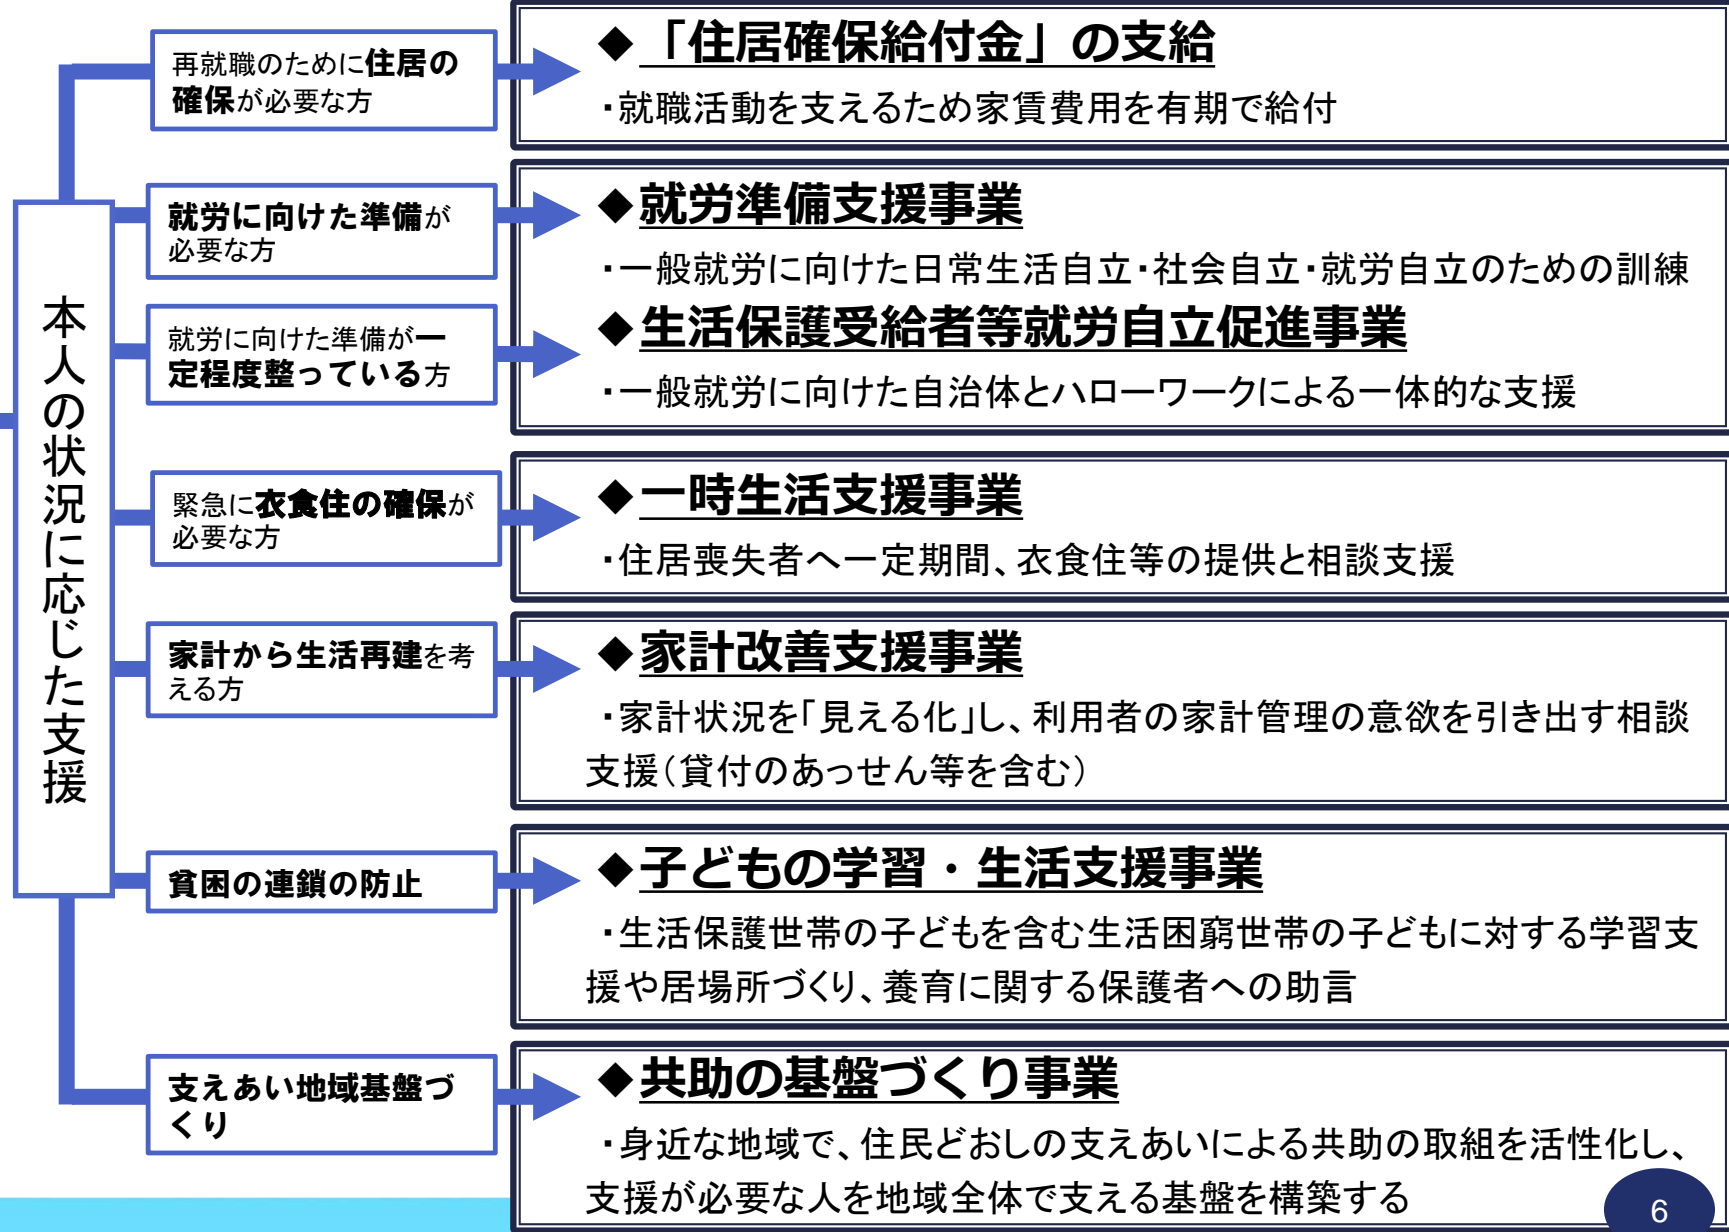 本人の状況に応じた支援
再就職のために住居の
確保が必要な方
◆「住居確保給付金」の支給
・就職活動を支えるため家賃費用を有期で給付
就労に向けた準備が
必要な方
◆就労準備支援事業
・一般就労に向けた日常生活自立・社会自立・就労自立のための訓練
就労に向けた準備が一
定程度整っている方
◆生活保護受給者等就労自立促進事業
・一般就労に向けた自治体とハローワークによる一体的な支援
緊急に衣食住の確保が
必要な方
◆一時生活支援事業
・住居喪失者へ一定期間、衣食住等の提供と相談支援
家計から生活再建を考
える方
◆家計改善支援事業
・家計状況を「見える化」し、利用者の家計管理の意欲を引き出す相談
支援(貸付のあっせん等を含む)
貧困の連鎖の防止
◆子どもの学習・生活支援事業
・生活保護世帯の子どもを含む生活困窮世帯の子どもに対する学習支
援や居場所づくり、養育に関する保護者への助言
支えあい地域基盤づ
くり
◆共助の基盤づくり事業
・身近な地域で、住民どおしの支えあいによる共助の取組を活性化し、
支援が必要な人を地域全体で支える基盤を構築する
6